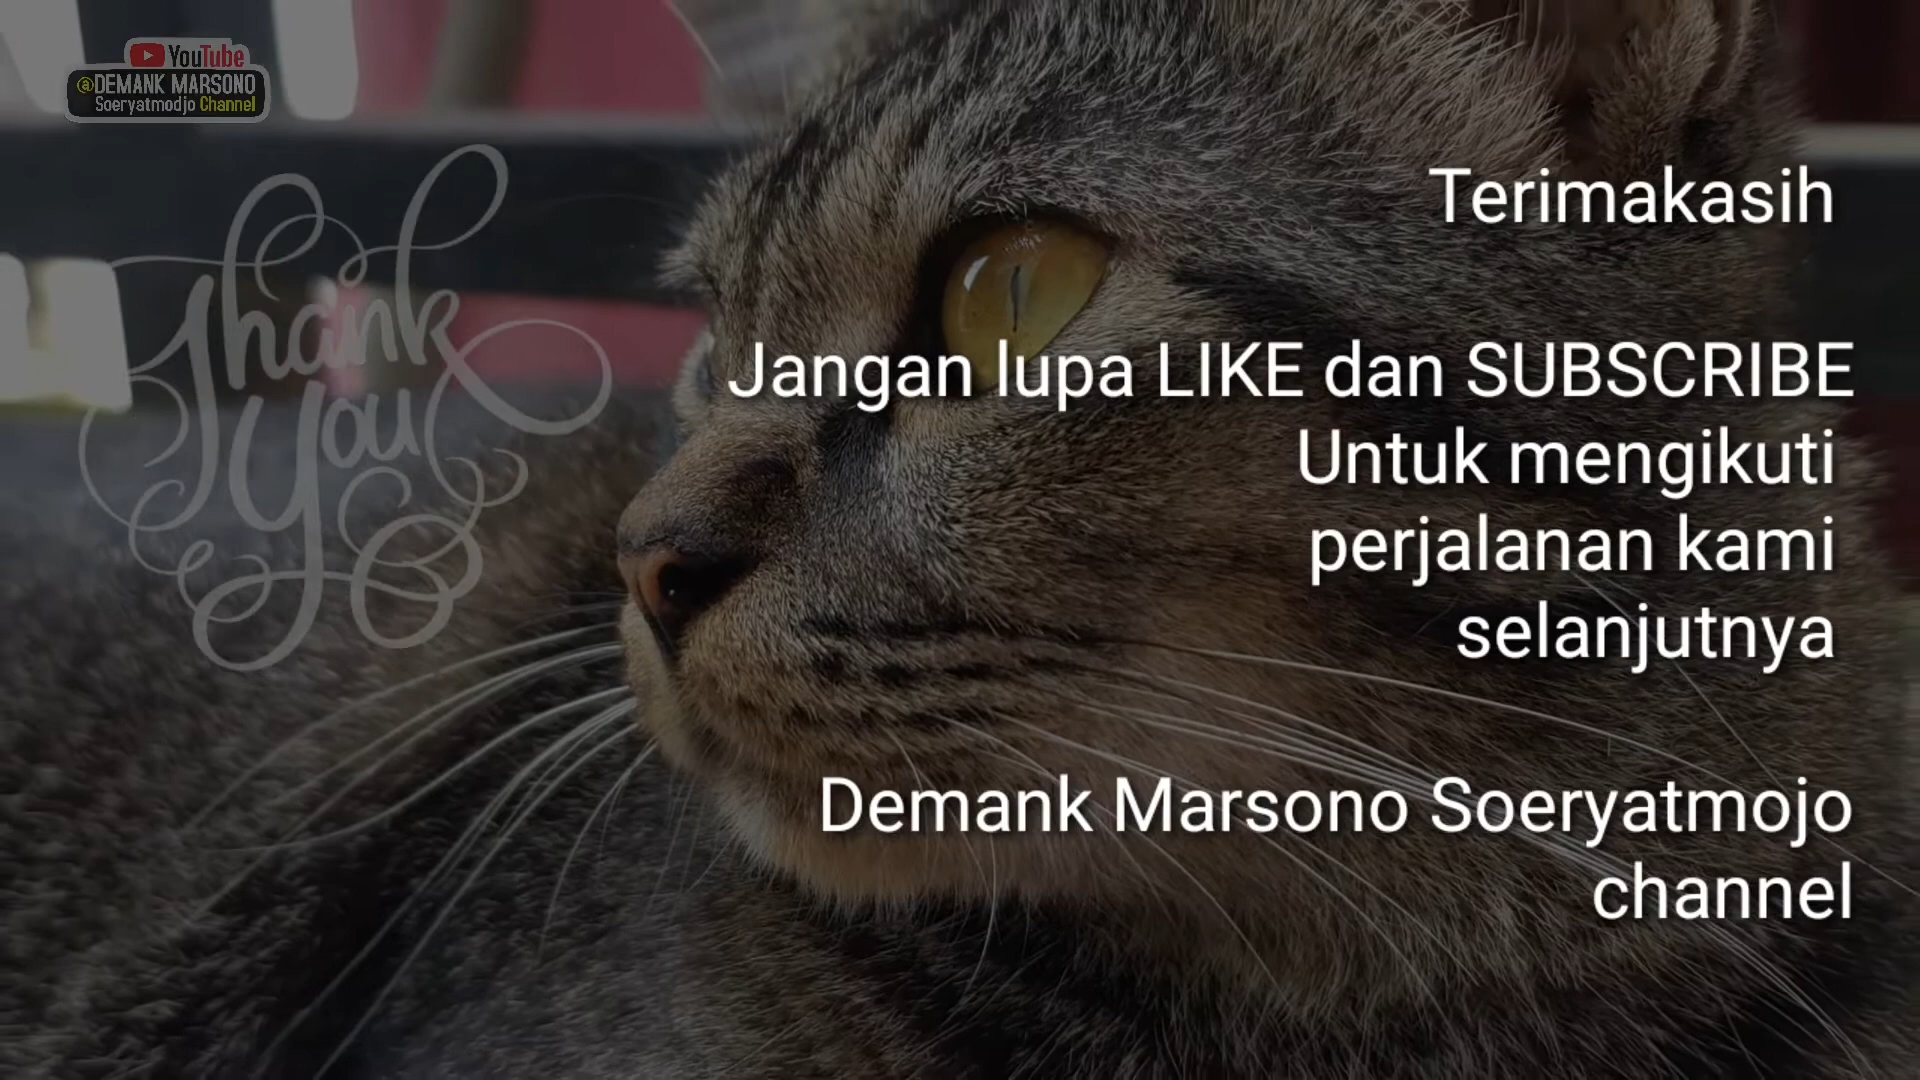 YouTube
@DEMANK MARSONO
Soeryatmodjo Channel
Thank
you
Terimakasih
Jangan lupa LIKE dan SUBSCRIBE
Untuk mengikuti
perjalanan kami
selanjutnya
Demank Marsono Soeryatmojo
channel